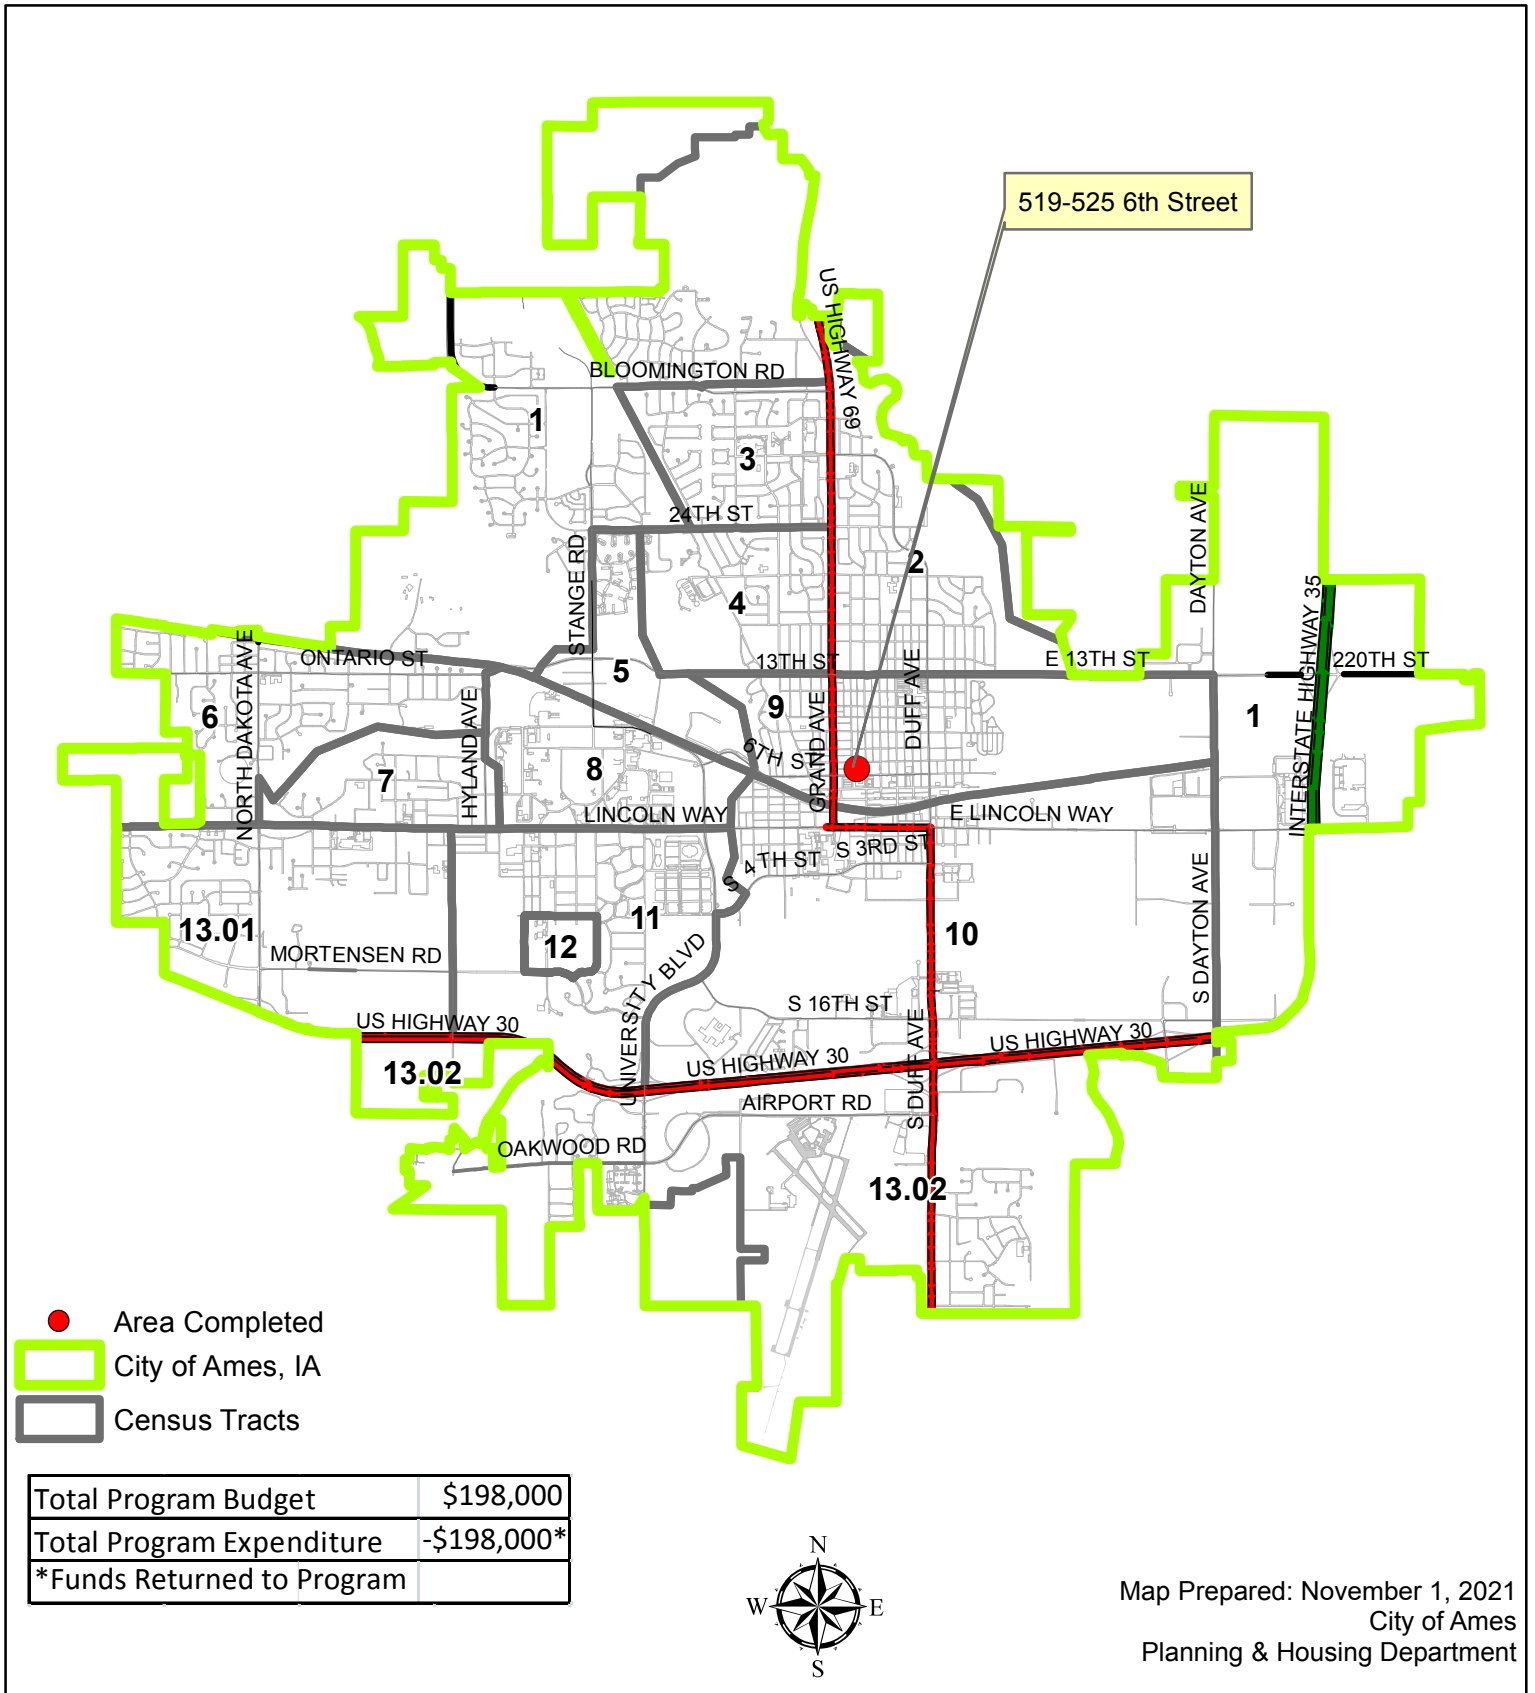 519-525 6th Street
US HIGHWAY 69
BLOOMINGTON RD
1
3
24TH ST
DAYTON AVE
STANGE RD
2
4
INTERSTATE HIGHWAY 35
NORTH DAKOTA AVE
ONTARIO ST
5
13TH ST
E 13TH ST
220TH ST
DUFF AVE
6
HYLAND AVE
9
GRAND AVE
1
6TH ST
7
8
LINCOLN WAY
E LINCOLN WAY
S 3RD ST
S 4TH ST
S DAYTON AVE
13.01
11
12
10
MORTENSEN RD
UNIVERSITY BLVD
S 16TH ST
US HIGHWAY 30
US HIGHWAY 30
US HIGHWAY 30
S DUFF AVE
13.02
AIRPORT RD
OAKWOOD RD
13.02
Area Completed
City of Ames, IA
Census Tracts
Total Program Budget $198,000
Total Program Expenditure -$198,000*
*Funds Returned to Program
N
W E
S
Map Prepared: November 1, 2021
City of Ames
Planning & Housing Department